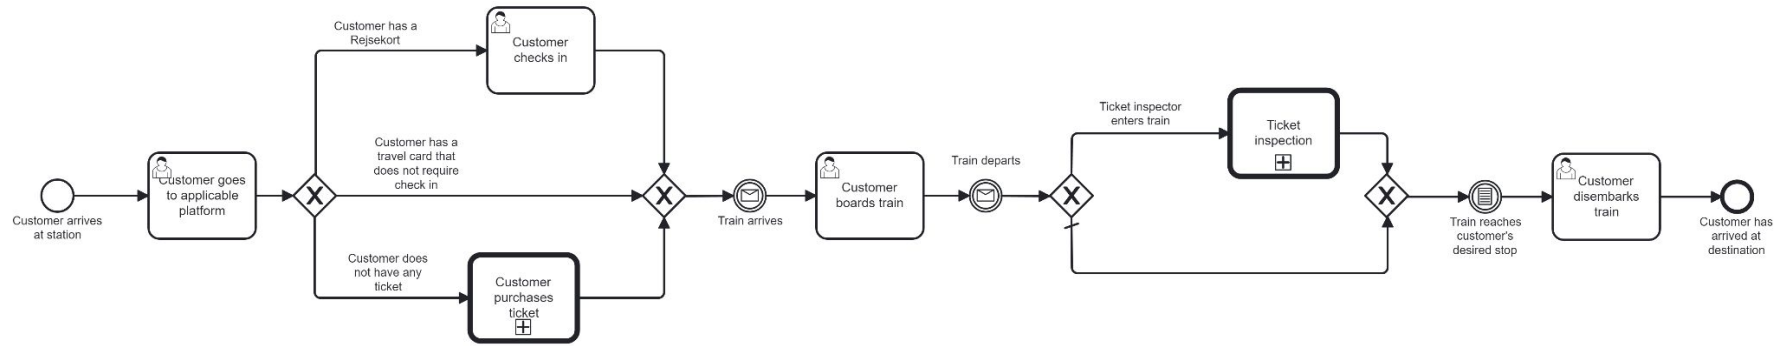 Customer arrives
at station
Customer goes
to applicable
platform
Customer has a
Rejsekort
Customer
checks in
Customer has a
travel card that
does not require
check in
Customer does
not have any
ticket
Customer
purchases
ticket
Train arrives
Customer
boards train
Train departs
Ticket inspector
enters train
Ticket
inspection
Train reaches
customer's
desired stop
Customer
disembarks
train
Customer has
arrived at
destination